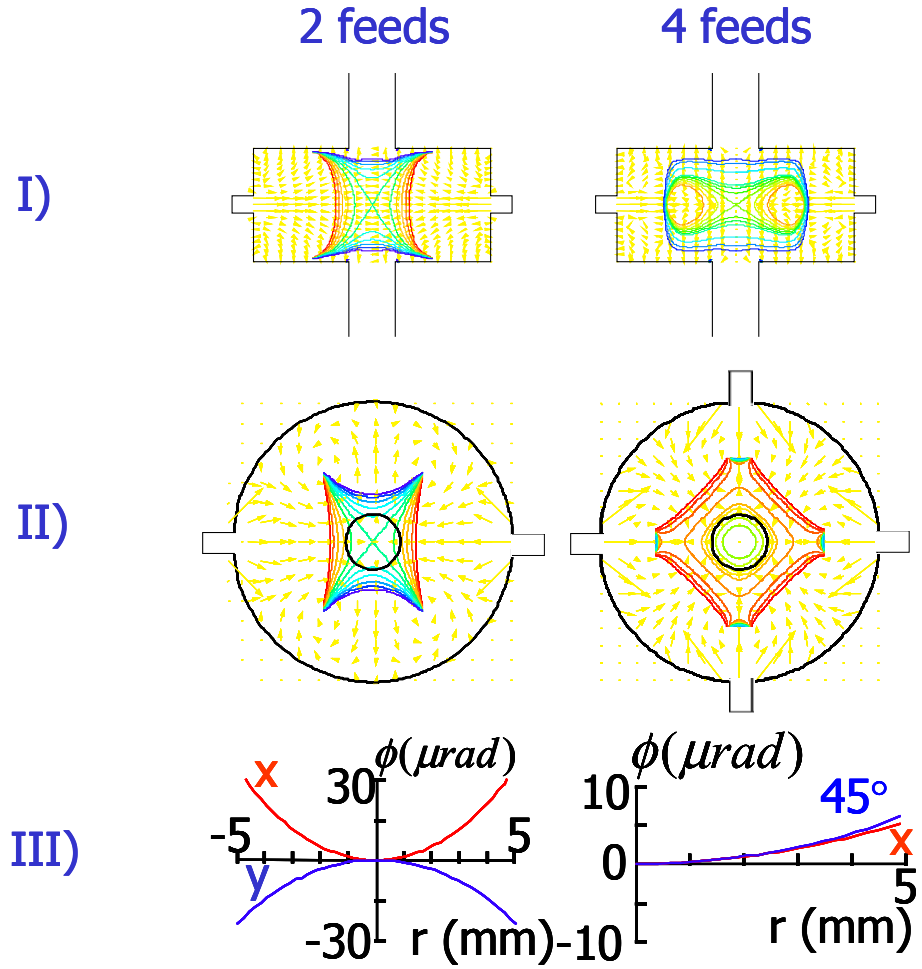 2 feeds
4 feeds
I)
II)
III)
x
ϕ(μrad)
30
-5
5
y
-30
r (mm)
ϕ(μrad)
10
45°
x
0
5
-10
r (mm)